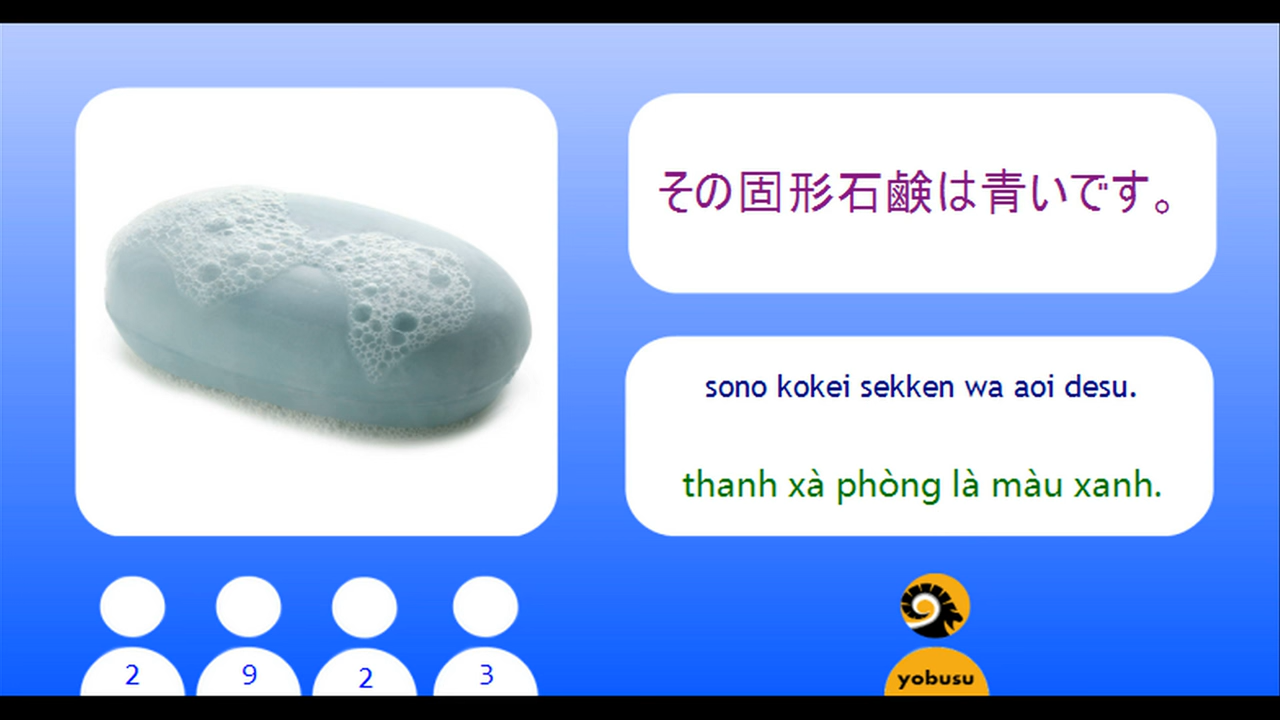 その固形石鹸は青いです。
sono kokei sekken wa aoi desu.
thanh xà phòng là màu xanh.
2 9 2 3
yobusu